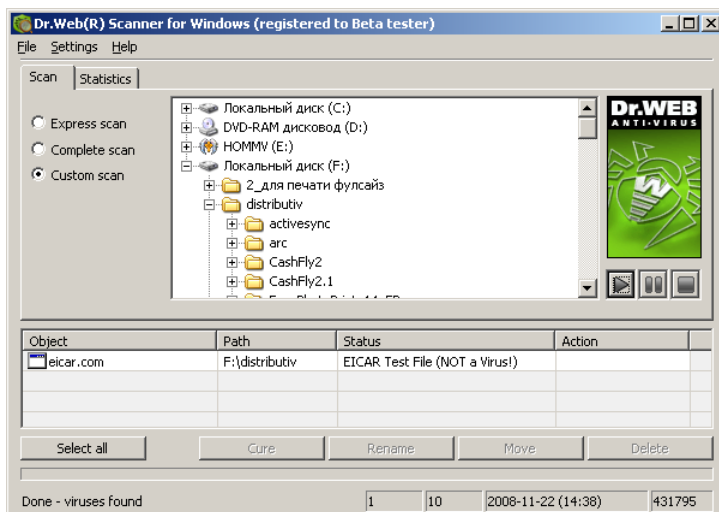 Dr.Web(R) Scanner for Windows (registered to Beta tester)
File Settings Help
Scan Statistics
Express scan
Complete scan
Custom scan
Локальный диск (C:)
DVD-RAM дисковод (D:)
HOMMV (E:)
Локальный диск (F:)
2_для печати фулсайз
distributiv
activesync
arc
CashFly2
CashFly2.1
Dr.WEB
ANTI-VIRUS
Object Path Status Action
eicar.com F:\distributiv EICAR Test File (NOT a Virus!)
Select all Cure Rename Move Delete
Done - viruses found 1 10 2008-11-22 (14:38) 431795